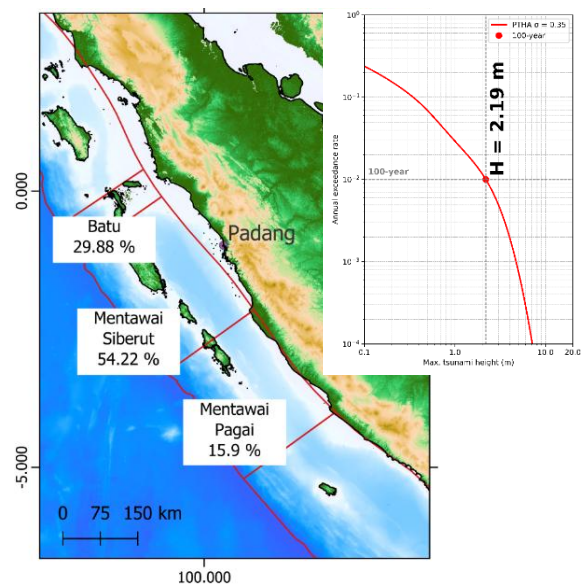 0.000
-5.000
100.000
Batu
29.88 %
Padang
Mentawai
Siberut
54.22 %
Mentawai
Pagai
15.9 %
0 75 150 km
10⁰
10⁻¹
10⁻²
10⁻³
10⁻⁴
Annual exceedance rate
PTHA σ = 0.35
100-year
H = 2.19 m
100-year
0.1 1.0 10.0 20.0
Max. tsunami height (m)